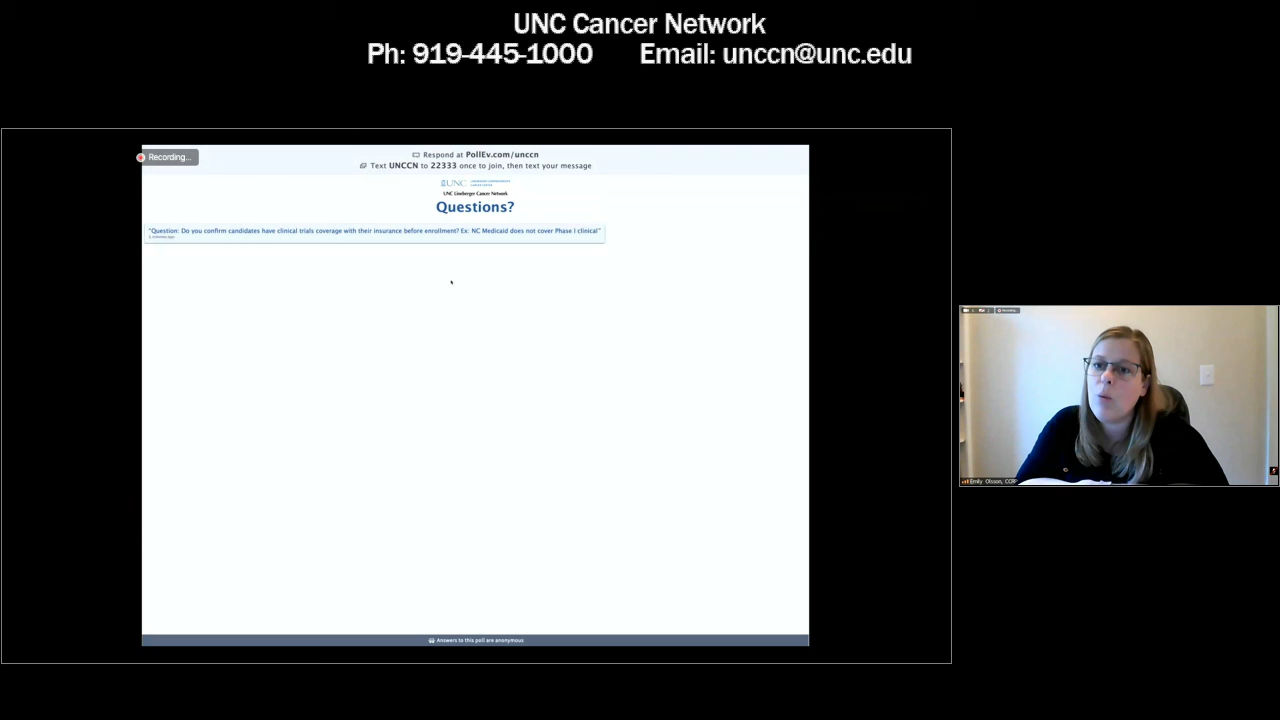 UNC Cancer Network
Ph: 919-445-1000 Email: unccn@unc.edu
Recording...
Respond at PollEv.com/unccn
Text UNCCN to 22333 once to join, then text your message
UNC
UNC Lineberger Cancer Network
Questions?
"Question: Do you confirm candidates have clinical trials coverage with their insurance before enrollment? Ex: NC Medicaid does not cover Phase I clinical"
Recording...
Emily Olsson, CCRP
Answers to this poll are anonymous